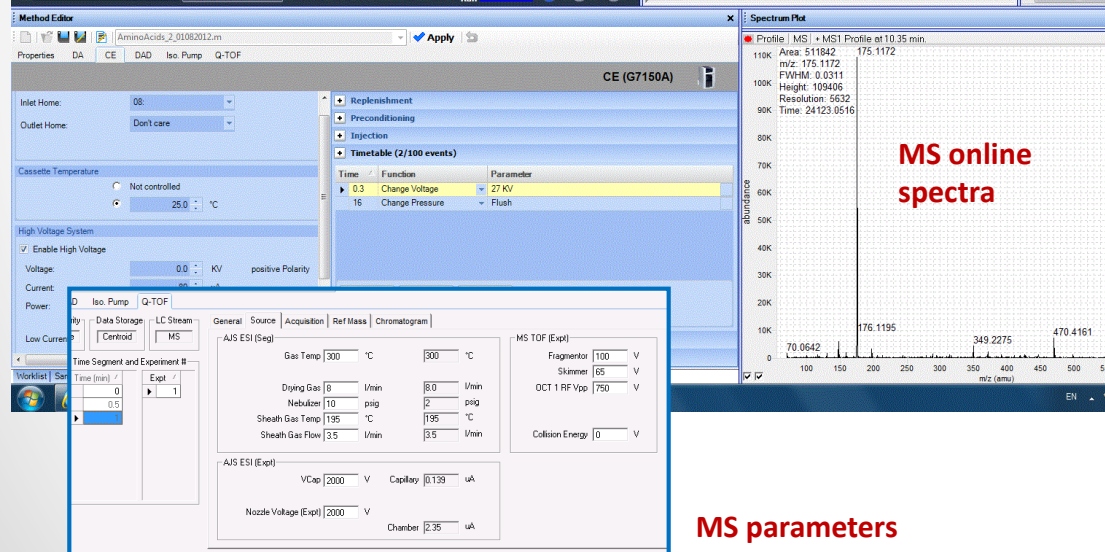 Method Editor
AminoAcids_2_01082012.m
Apply
Properties DA CE DAD Iso. Pump Q-TOF
CE (G7150A)
Inlet Home: 08:
Outlet Home: Don't care
Cassette Temperature
Not controlled
25.0 °C
High Voltage System
Enable High Voltage
Voltage: 0.0 KV positive Polarity
Current:
Power:
Low Curren
Replenishment
Preconditioning
Injection
Timetable (2/100 events)
Time Function Parameter
0.3 Change Voltage 27 KV
16 Change Pressure Flush
Worklist
Spectrum Plot
Profile MS + MS1 Profile at 10.35 min.
Area: 511842
m/z: 175.1172
FWHM: 0.0311
Height: 109406
Resolution: 5632
Time: 24123.0516
175.1172
110K
100K
90K
80K
70K
60K
50K
40K
30K
20K
10K
0
abundance
176.1195
70.0642
349.2275
470.4161
100 150 200 250 300 350 400 450 500
m/z (amu)
MS online
spectra
EN
Iso. Pump Q-TOF
Data Storage LC Stream
Centroid MS
Time Segment and Experiment #
Time (min) Expt
0 1
0.5
General Source Acquisition Ref Mass Chromatogram
AJS ESI (Seg)
Gas Temp 300 °C 300 °C
Drying Gas 8 l/min 8.0 l/min
Nebulizer 10 psig 2 psig
Sheath Gas Temp 195 °C 195 °C
Sheath Gas Flow 3.5 l/min 3.5 l/min
AJS ESI (Expt)
VCap 2000 V Capillary 0.139 uA
Nozzle Voltage (Expt) 2000 V
Chamber 2.35 uA
MS TOF (Expt)
Fragmentor 100 V
Skimmer 65 V
OCT 1 RF Vpp 750 V
Collision Energy 0 V
MS parameters